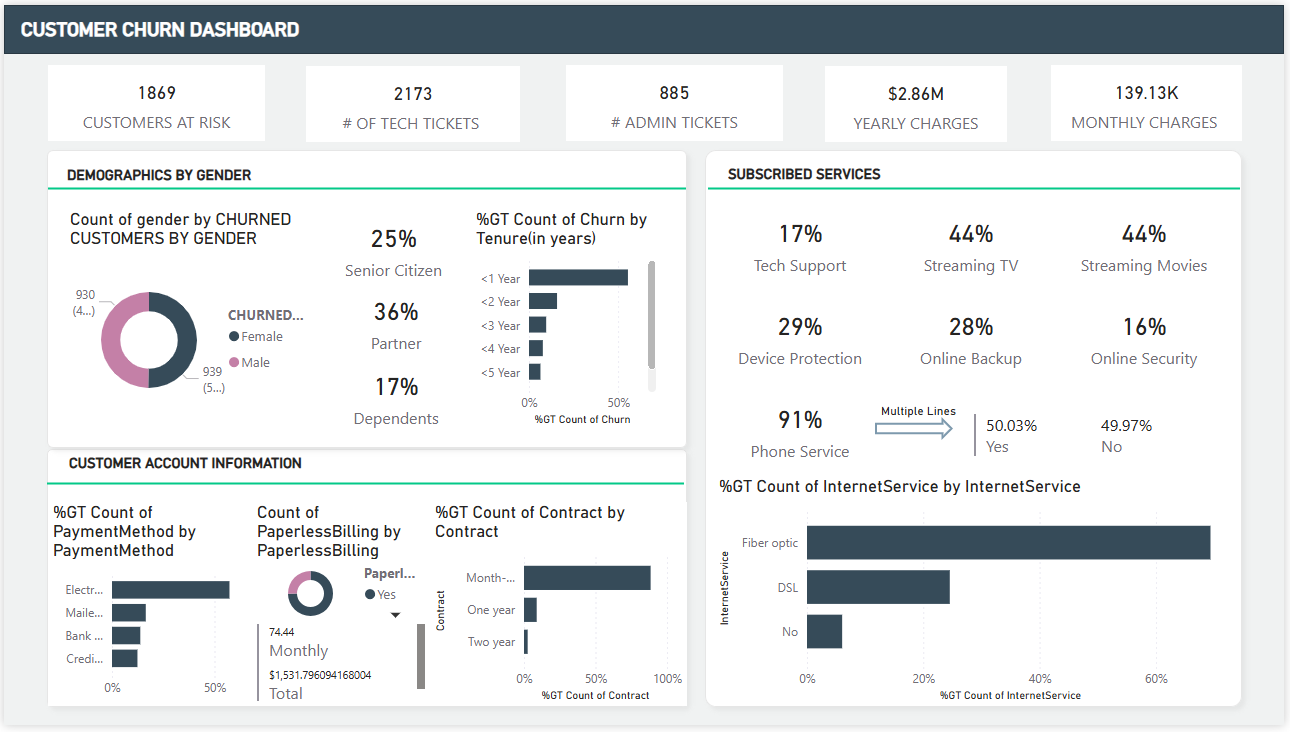 CUSTOMER CHURN DASHBOARD
1869
CUSTOMERS AT RISK
2173
# OF TECH TICKETS
885
# ADMIN TICKETS
$2.86M
YEARLY CHARGES
139.13K
MONTHLY CHARGES
DEMOGRAPHICS BY GENDER
Count of gender by CHURNED
CUSTOMERS BY GENDER
930
(4...)
939
(5...)
CHURNED...
Female
Male
25%
Senior Citizen
36%
Partner
17%
Dependents
%GT Count of Churn by
Tenure(in years)
<1 Year
<2 Year
<3 Year
<4 Year
<5 Year
0%
50%
%GT Count of Churn
CUSTOMER ACCOUNT INFORMATION
%GT Count of
PaymentMethod by
PaymentMethod
Electr...
Maile...
Bank ...
Credi...
0%
50%
Count of
PaperlessBilling by
PaperlessBilling
Paperl...
Yes
74.44
Monthly
$1,531.796094168004
Total
%GT Count of Contract by
Contract
Contract
Month-...
One year
Two year
0%
50%
100%
%GT Count of Contract
SUBSCRIBED SERVICES
17%
Tech Support
44%
Streaming TV
44%
Streaming Movies
29%
Device Protection
28%
Online Backup
16%
Online Security
91%
Phone Service
Multiple Lines
50.03%
Yes
49.97%
No
%GT Count of InternetService by InternetService
InternetService
Fiber optic
DSL
No
0%
20%
40%
60%
%GT Count of InternetService